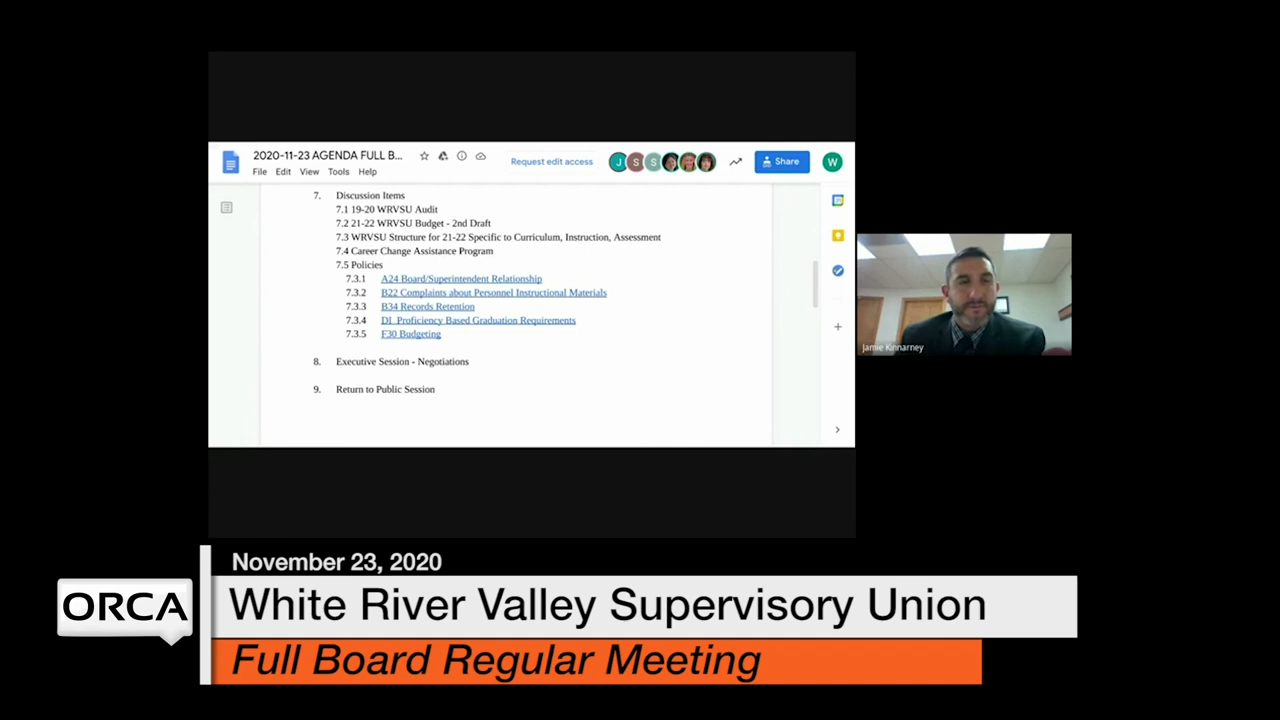 2020-11-23 AGENDA FULL B...
File Edit View Tools Help
Request edit access
J S S
Share
W
7. Discussion Items
7.1 19-20 WRVSU Audit
7.2 21-22 WRVSU Budget - 2nd Draft
7.3 WRVSU Structure for 21-22 Specific to Curriculum, Instruction, Assessment
7.4 Career Change Assistance Program
7.5 Policies
7.3.1 A24 Board/Superintendent Relationship
7.3.2 B22 Complaints about Personnel Instructional Materials
7.3.3 B34 Records Retention
7.3.4 D1 Proficiency Based Graduation Requirements
7.3.5 F30 Budgeting
8. Executive Session - Negotiations
9. Return to Public Session
Jamie Kinnarney
November 23, 2020
ORCA
White River Valley Supervisory Union
Full Board Regular Meeting